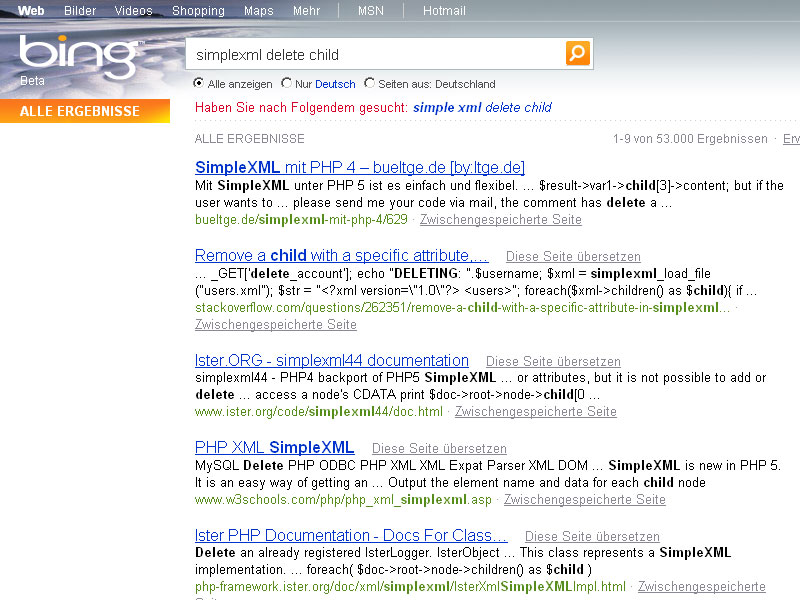 Web Bilder Videos Shopping Maps Mehr MSN Hotmail
bing
Beta
simplexml delete child
Alle anzeigen Nur Deutsch Seiten aus: Deutschland
ALLE ERGEBNISSE
Haben Sie nach Folgendem gesucht: simple xml delete child
ALLE ERGEBNISSE 1-9 von 53.000 Ergebnissen · Erv
SimpleXML mit PHP 4 – bueltge.de [by:ltge.de]
Mit SimpleXML unter PHP 5 ist es einfach und flexibel. ... $result->var1->child[3]->content; but if the
user wants to ... please send me your code via mail, the comment has delete a ...
bueltge.de/simplexml-mit-php-4/629 · Zwischengespeicherte Seite
Remove a child with a specific attribute,... Diese Seite übersetzen
... _GET['delete_account']; echo "DELETING: ".$username; $xml = simplexml_load_file
("users.xml"); $str = "<?xml version=\"1.0\"?> <users>"; foreach($xml->children() as $child){ if ...
stackoverflow.com/questions/262351/remove-a-child-with-a-specific-attribute-in-simplexml... ·
Zwischengespeicherte Seite
Ister.ORG - simplexml44 documentation Diese Seite übersetzen
simplexml44 - PHP4 backport of PHP5 SimpleXML ... or attributes, but it is not possible to add or
delete ... access a node's CDATA print $doc->root->node->child[0 ...
www.ister.org/code/simplexml44/doc.html · Zwischengespeicherte Seite
PHP XML SimpleXML Diese Seite übersetzen
MySQL Delete PHP ODBC PHP XML XML Expat Parser XML DOM ... SimpleXML is new in PHP 5.
It is an easy way of getting an ... Output the element name and data for each child node
www.w3schools.com/php/php_xml_simplexml.asp · Zwischengespeicherte Seite
Ister PHP Documentation - Docs For Class... Diese Seite übersetzen
Delete an already registered IsterLogger. IsterObject ... This class represents a SimpleXML
implementation. ... foreach( $doc->root->node->children() as $child )
php-framework.ister.org/doc/xml/simplexml/IsterXmlSimpleXMLImpl.html · Zwischengespeicherte